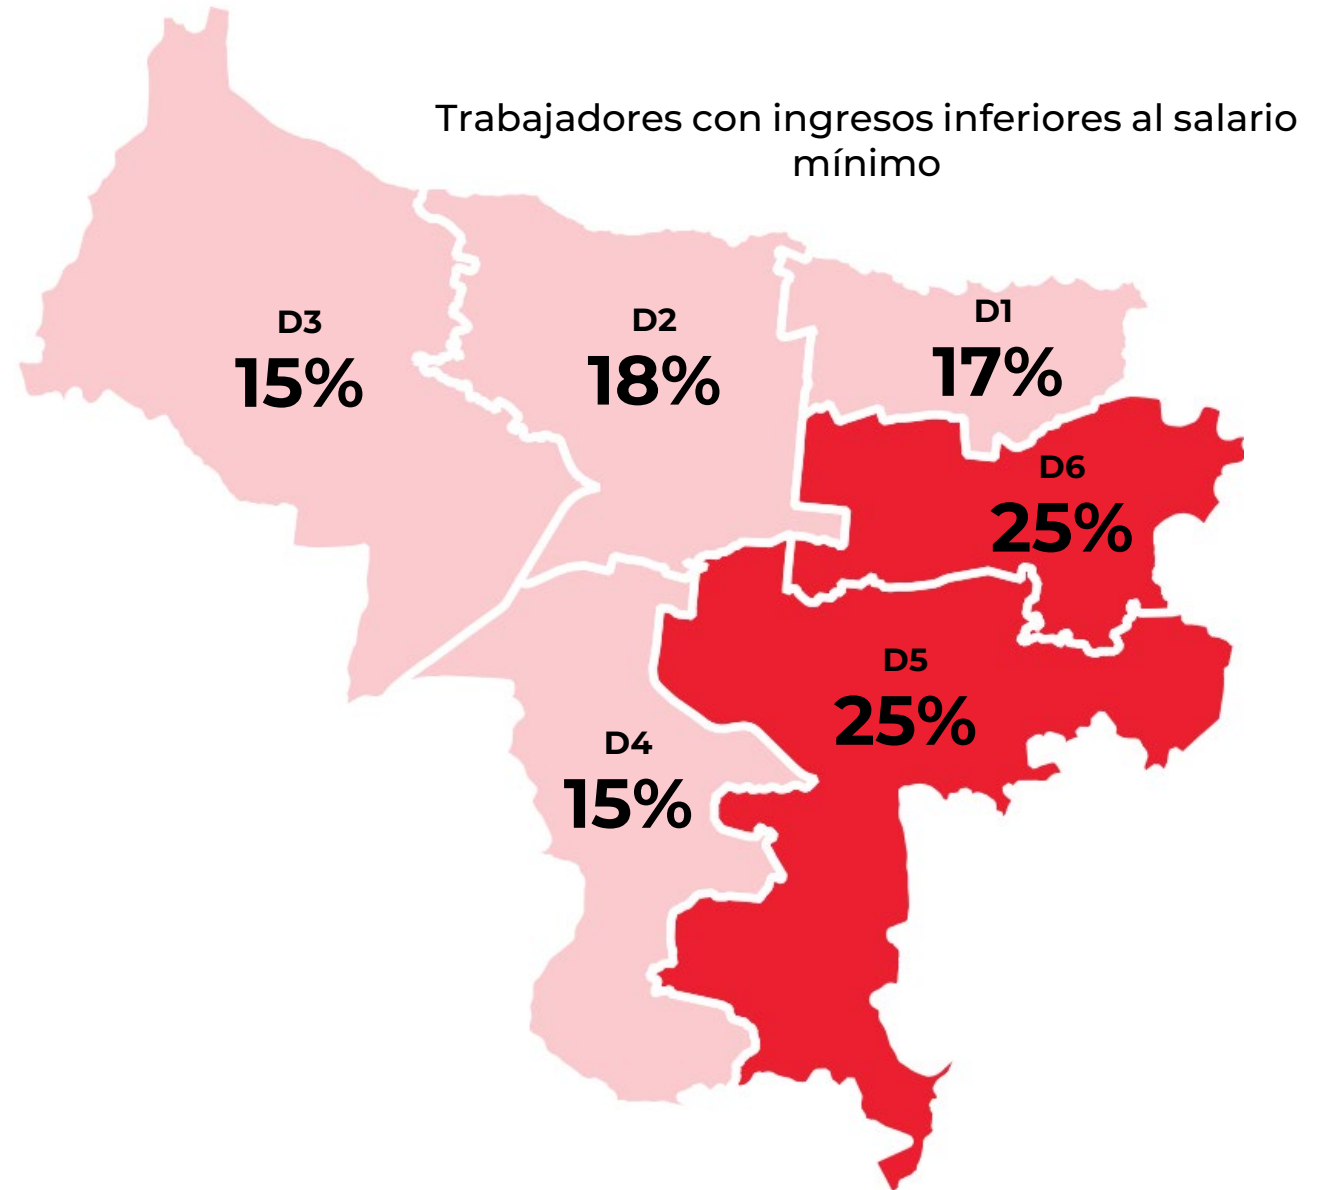 Trabajadores con ingresos inferiores al salario
mínimo
D3
15%
D2
18%
D1
17%
D6
25%
D5
25%
D4
15%